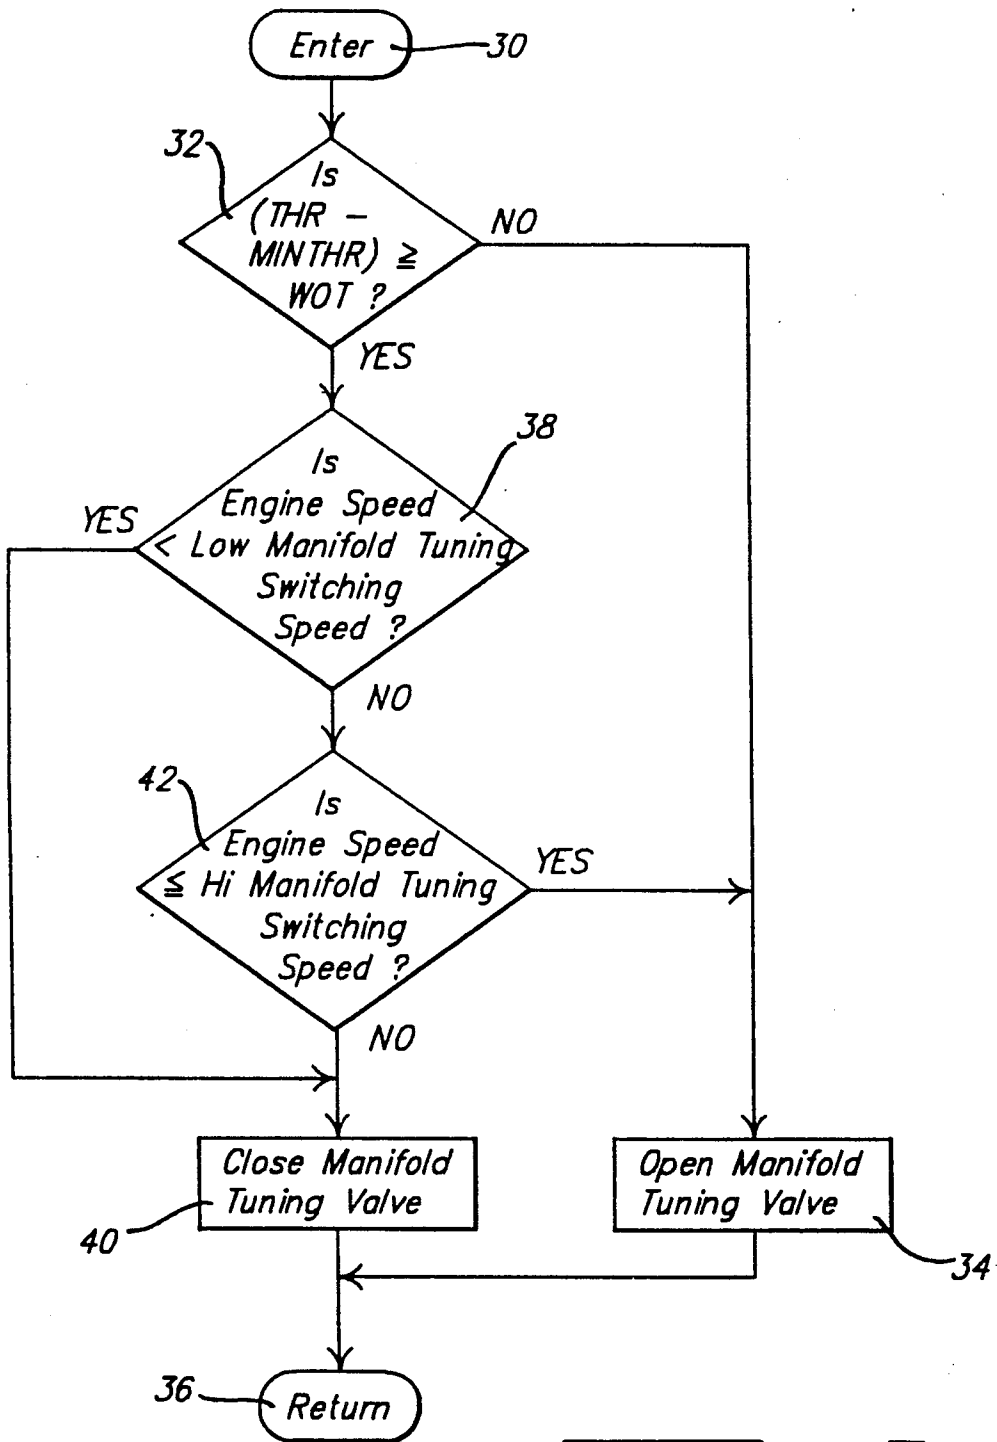 Enter
30
32
Is
(THR -
MINTHR) ≧
WOT ?
NO
YES
38
Is
Engine Speed
< Low Manifold Tuning
Switching
Speed ?
YES
NO
42
Is
Engine Speed
≦ Hi Manifold Tuning
Switching
Speed ?
YES
NO
Close Manifold
Tuning Valve
40
Open Manifold
Tuning Valve
34
36
Return